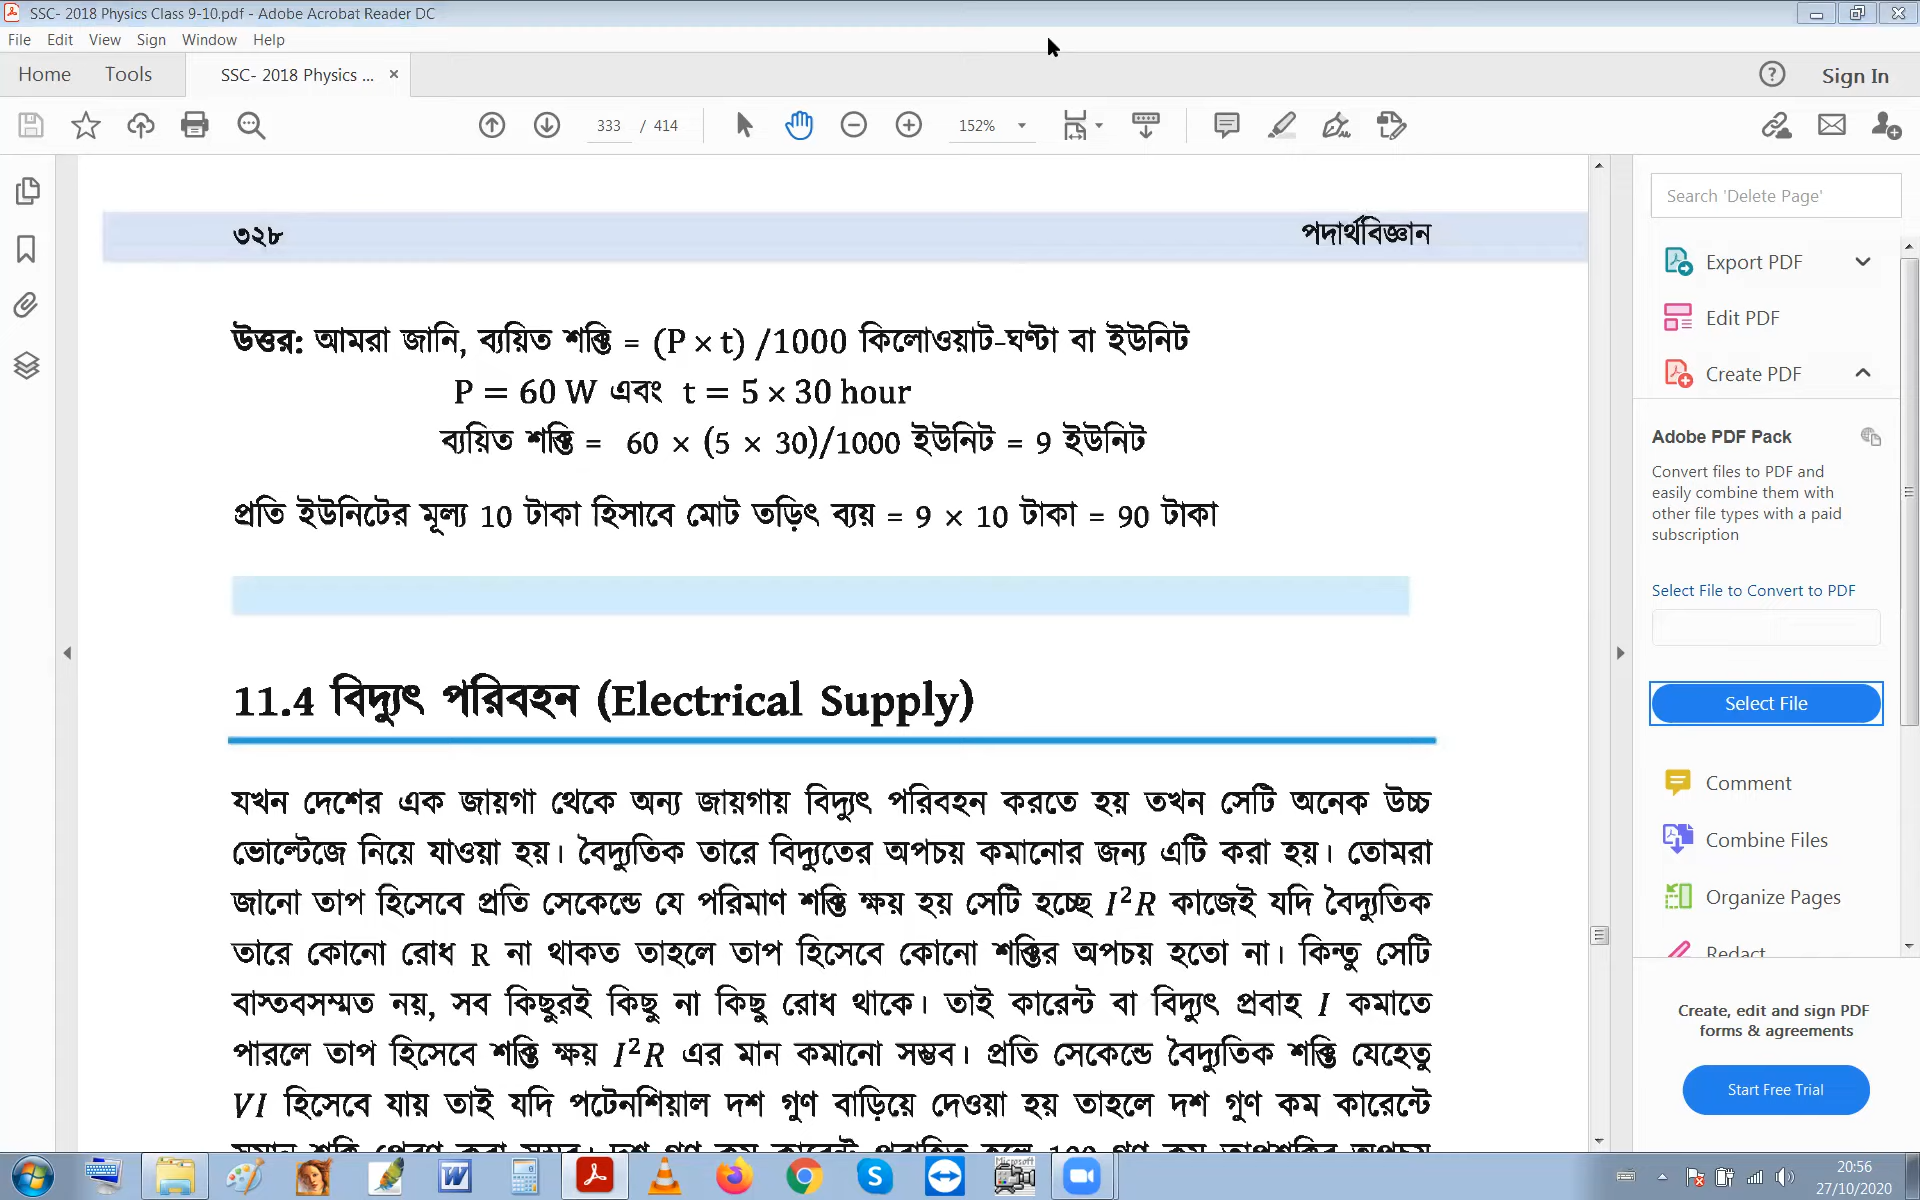 SSC- 2018 Physics Class 9-10.pdf - Adobe Acrobat Reader DC
File Edit View Sign Window Help
Home Tools SSC- 2018 Physics ... × Sign In
333 / 414 152%
Search 'Delete Page'
৩২৮ পদার্থবিজ্ঞান
Export PDF
Edit PDF
Create PDF
উত্তর: আমরা জানি, ব্যয়িত শক্তি = (P × t) /1000 কিলোওয়াট-ঘণ্টা বা ইউনিট
P = 60 W এবং t = 5 × 30 hour
ব্যয়িত শক্তি = 60 × (5 × 30)/1000 ইউনিট = 9 ইউনিট
প্রতি ইউনিটের মূল্য 10 টাকা হিসাবে মোট তড়িৎ ব্যয় = 9 × 10 টাকা = 90 টাকা
11.4 বিদ্যুৎ পরিবহন (Electrical Supply)
যখন দেশের এক জায়গা থেকে অন্য জায়গায় বিদ্যুৎ পরিবহন করতে হয় তখন সেটি অনেক উচ্চ
ভোল্টেজে নিয়ে যাওয়া হয়। বৈদ্যুতিক তারে বিদ্যুতের অপচয় কমানোর জন্য এটি করা হয়। তোমরা
জানো তাপ হিসেবে প্রতি সেকেন্ডে যে পরিমাণ শক্তি ক্ষয় হয় সেটি হচ্ছে I²R কাজেই যদি বৈদ্যুতিক
তারে কোনো রোধ R না থাকত তাহলে তাপ হিসেবে কোনো শক্তির অপচয় হতো না। কিন্তু সেটি
বাস্তবসম্মত নয়, সব কিছুরই কিছু না কিছু রোধ থাকে। তাই কারেন্ট বা বিদ্যুৎ প্রবাহ I কমাতে
পারলে তাপ হিসেবে শক্তি ক্ষয় I²R এর মান কমানো সম্ভব। প্রতি সেকেন্ডে বৈদ্যুতিক শক্তি যেহেতু
VI হিসেবে যায় তাই যদি পটেনশিয়াল দশ গুণ বাড়িয়ে দেওয়া হয় তাহলে দশ গুণ কম কারেন্টে
Adobe PDF Pack
Convert files to PDF and
easily combine them with
other file types with a paid
subscription
Select File to Convert to PDF
Select File
Comment
Combine Files
Organize Pages
Redact
Create, edit and sign PDF
forms & agreements
Start Free Trial
Microsoft
20:56
27/10/2020